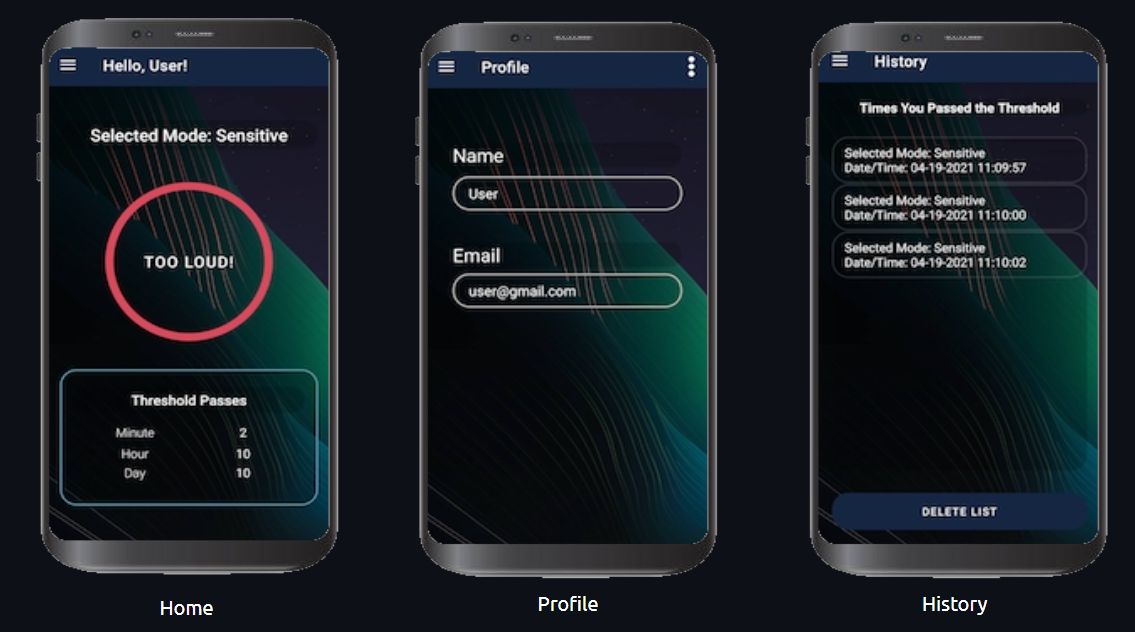 Hello, User!
Selected Mode: Sensitive
TOO LOUD!
Threshold Passes
Minute 2
Hour 10
Day 10
Home
Profile
Name
User
Email
user@gmail.com
Profile
History
Times You Passed the Threshold
Selected Mode: Sensitive
Date/Time: 04-19-2021 11:09:57
Selected Mode: Sensitive
Date/Time: 04-19-2021 11:10:00
Selected Mode: Sensitive
Date/Time: 04-19-2021 11:10:02
DELETE LIST
History